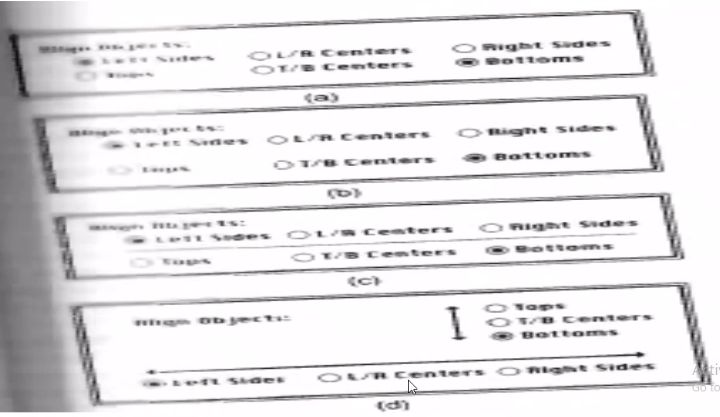 Align Objects:
Left Sides L/R Centers Right Sides
Tops T/B Centers Bottoms
(a)
Align Objects:
Left Sides L/R Centers Right Sides
Tops T/B Centers Bottoms
(b)
Align Objects:
Left Sides L/R Centers Right Sides
Tops T/B Centers Bottoms
(c)
Align Objects:
Tops
T/B Centers
Bottoms
Left Sides L/R Centers Right Sides
(d)
Go to